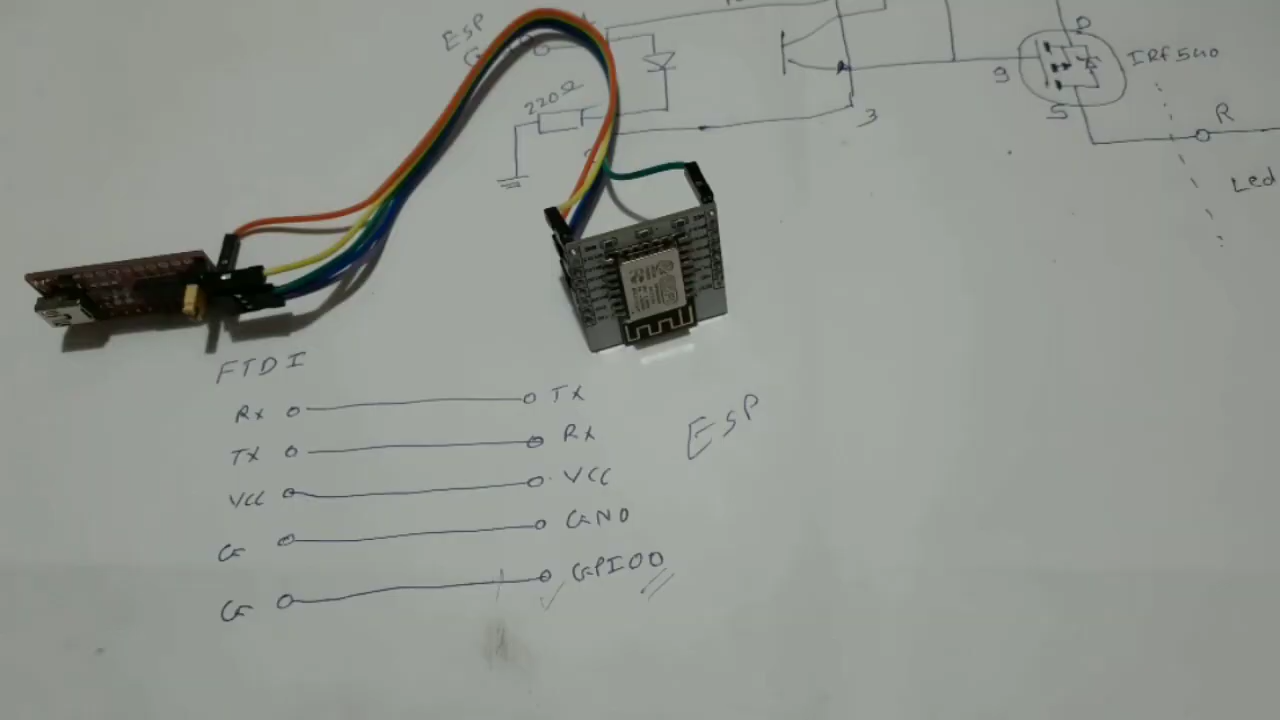 ESP
G
220Ω
3
D
g
S
IRF540
R
Led
FTDI
Rx TX
TX Rx
VCC VCC
G GND
G GPIO0
ESP